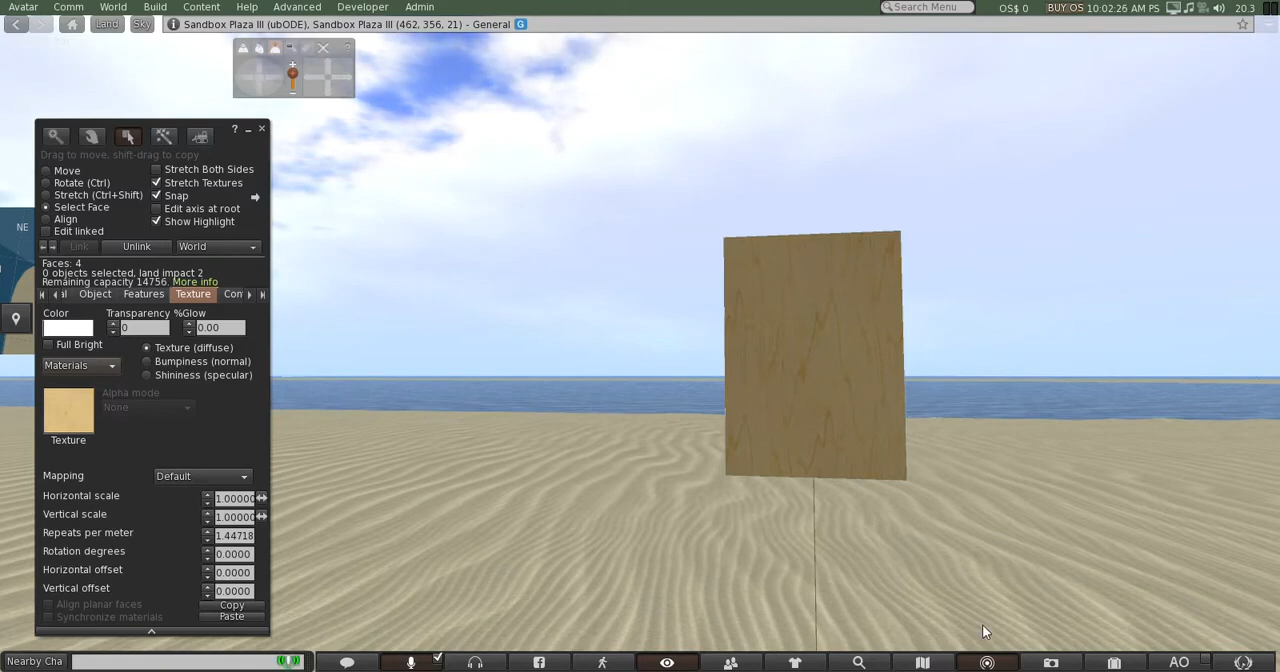 Avatar Comm World Build Content Help Advanced Developer Admin Search Menu OS$ 0 BUY OS 10:02:26 AM PS 20.3
Land Sky Sandbox Plaza III (ubODE), Sandbox Plaza III (462, 356, 21) - General G
?
? _ ×
Drag to move, shift-drag to copy
Move Stretch Both Sides
Rotate (Ctrl) Stretch Textures
Stretch (Ctrl+Shift) Snap
Select Face Edit axis at root
Align Show Highlight
Edit linked
NE
Link Unlink World
Faces: 4
0 objects selected, land impact 2
Remaining capacity 14756. More info
Object Features Texture Con
Color Transparency %Glow
0 0.00
Full Bright Texture (diffuse)
Materials Bumpiness (normal)
Shininess (specular)
Alpha mode
None
Texture
Mapping Default
Horizontal scale 1.00000
Vertical scale 1.00000
Repeats per meter 1.44718
Rotation degrees 0.0000
Horizontal offset 0.0000
Vertical offset 0.0000
Align planar faces Copy
Synchronize materials Paste
Nearby Cha AO